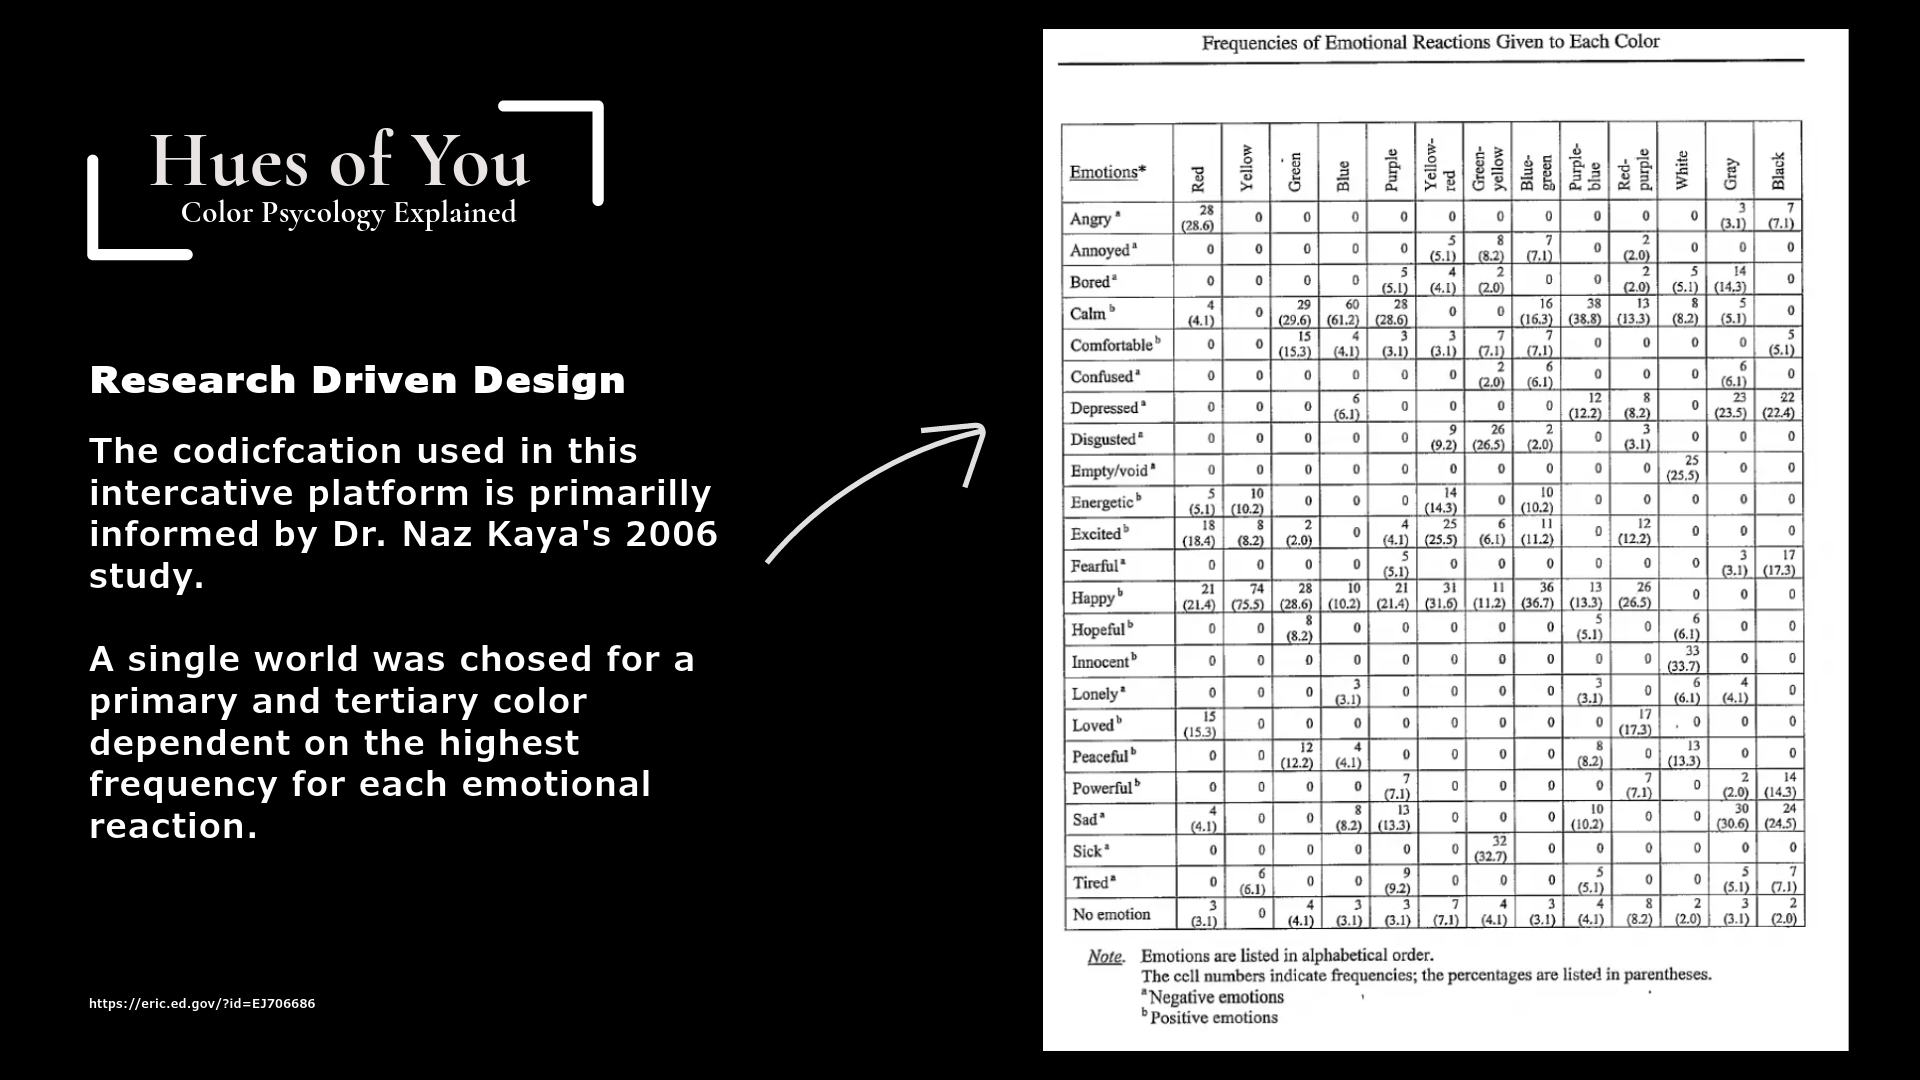 Hues of You
Color Psycology Explained
Research Driven Design
The codicfcation used in this
intercative platform is primarilly
informed by Dr. Naz Kaya's 2006
study.
A single world was chosed for a
primary and tertiary color
dependent on the highest
frequency for each emotional
reaction.
https://eric.ed.gov/?id=EJ706686
Frequencies of Emotional Reactions Given to Each Color
Emotions* Red Yellow Green Blue Purple Yellow-red Green-yellow Blue-green Purple-blue Red-purple White Gray Black
Angry a 28 (28.6) 0 0 0 0 0 0 0 0 0 0 3 (3.1) 7 (7.1)
Annoyed a 0 0 0 0 0 5 (5.1) 8 (8.2) 7 (7.1) 0 2 (2.0) 0 0 0
Bored a 0 0 0 0 5 (5.1) 4 (4.1) 2 (2.0) 0 0 2 (2.0) 5 (5.1) 14 (14.3) 0
Calm b 4 (4.1) 0 29 (29.6) 60 (61.2) 28 (28.6) 0 0 16 (16.3) 38 (38.8) 13 (13.3) 8 (8.2) 5 (5.1) 0
Comfortable b 0 0 15 (15.3) 4 (4.1) 3 (3.1) 3 (3.1) 7 (7.1) 7 (7.1) 0 0 0 0 5 (5.1)
Confused a 0 0 0 0 0 0 2 (2.0) 6 (6.1) 0 0 0 6 (6.1) 0
Depressed a 0 0 0 6 (6.1) 0 0 0 0 12 (12.2) 8 (8.2) 0 23 (23.5) 22 (22.4)
Disgusted a 0 0 0 0 0 9 (9.2) 26 (26.5) 2 (2.0) 0 3 (3.1) 0 0 0
Empty/void a 0 0 0 0 0 0 0 0 0 0 25 (25.5) 0 0
Energetic b 5 (5.1) 10 (10.2) 0 0 0 14 (14.3) 0 10 (10.2) 0 0 0 0 0
Excited b 18 (18.4) 8 (8.2) 2 (2.0) 0 4 (4.1) 25 (25.5) 6 (6.1) 11 (11.2) 0 12 (12.2) 0 0 0
Fearful a 0 0 0 0 5 (5.1) 0 0 0 0 0 0 3 (3.1) 17 (17.3)
Happy b 21 (21.4) 74 (75.5) 28 (28.6) 10 (10.2) 21 (21.4) 31 (31.6) 11 (11.2) 36 (36.7) 13 (13.3) 26 (26.5) 0 0 0
Hopeful b 0 0 8 (8.2) 0 0 0 0 0 5 (5.1) 0 6 (6.1) 0 0
Innocent b 0 0 0 0 0 0 0 0 0 0 33 (33.7) 0 0
Lonely a 0 0 0 3 (3.1) 0 0 0 0 3 (3.1) 0 6 (6.1) 4 (4.1) 0
Loved b 15 (15.3) 0 0 0 0 0 0 0 0 17 (17.3) 0 0 0
Peaceful b 0 0 12 (12.2) 4 (4.1) 0 0 0 0 8 (8.2) 0 13 (13.3) 0 0
Powerful b 0 0 0 0 7 (7.1) 0 0 0 0 7 (7.1) 0 2 (2.0) 14 (14.3)
Sad a 4 (4.1) 0 0 8 (8.2) 13 (13.3) 0 0 0 10 (10.2) 0 0 30 (30.6) 24 (24.5)
Sick a 0 0 0 0 0 0 32 (32.7) 0 0 0 0 0 0
Tired a 0 6 (6.1) 0 0 9 (9.2) 0 0 0 5 (5.1) 0 0 5 (5.1) 7 (7.1)
No emotion 3 (3.1) 0 4 (4.1) 3 (3.1) 3 (3.1) 7 (7.1) 4 (4.1) 3 (3.1) 4 (4.1) 8 (8.2) 2 (2.0) 3 (3.1) 2 (2.0)
Note. Emotions are listed in alphabetical order.
The cell numbers indicate frequencies; the percentages are listed in parentheses.
a Negative emotions
b Positive emotions